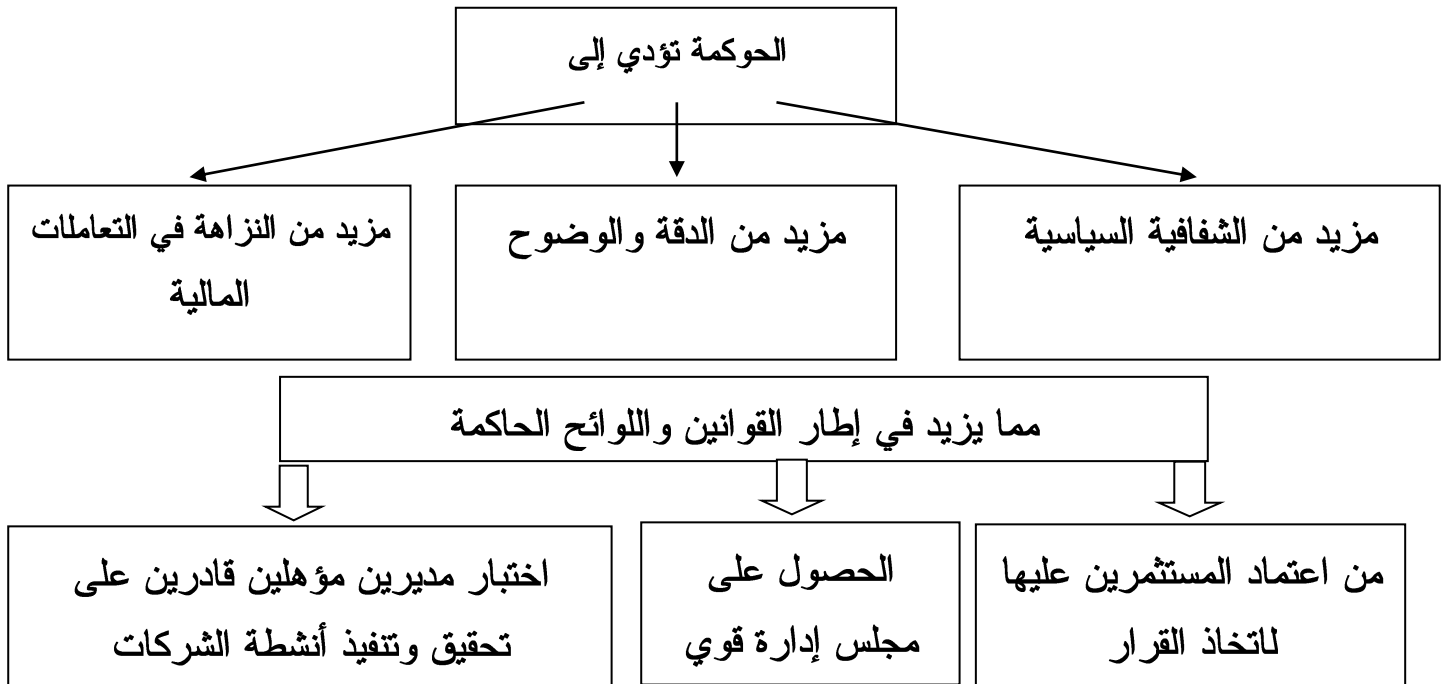 الحوكمة تؤدي إلى
مزيد من الشفافية السياسية
مزيد من الدقة والوضوح
مزيد من النزاهة في التعاملات
المالية
مما يزيد في إطار القوانين واللوائح الحاكمة
من اعتماد المستثمرين عليها
لاتخاذ القرار
الحصول على
مجلس إدارة قوي
اختبار مديرين مؤهلين قادرين على
تحقيق وتنفيذ أنشطة الشركات